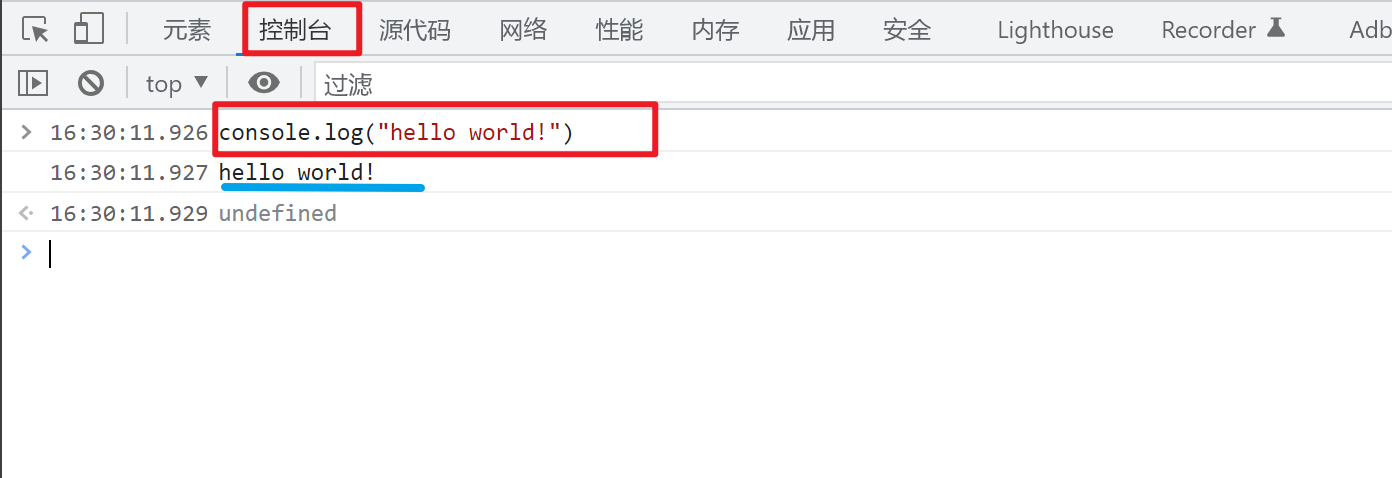 元素 控制台 源代码 网络 性能 内存 应用 安全 Lighthouse Recorder Adb
top 过滤
16:30:11.926 console.log("hello world!")
16:30:11.927 hello world!
16:30:11.929 undefined